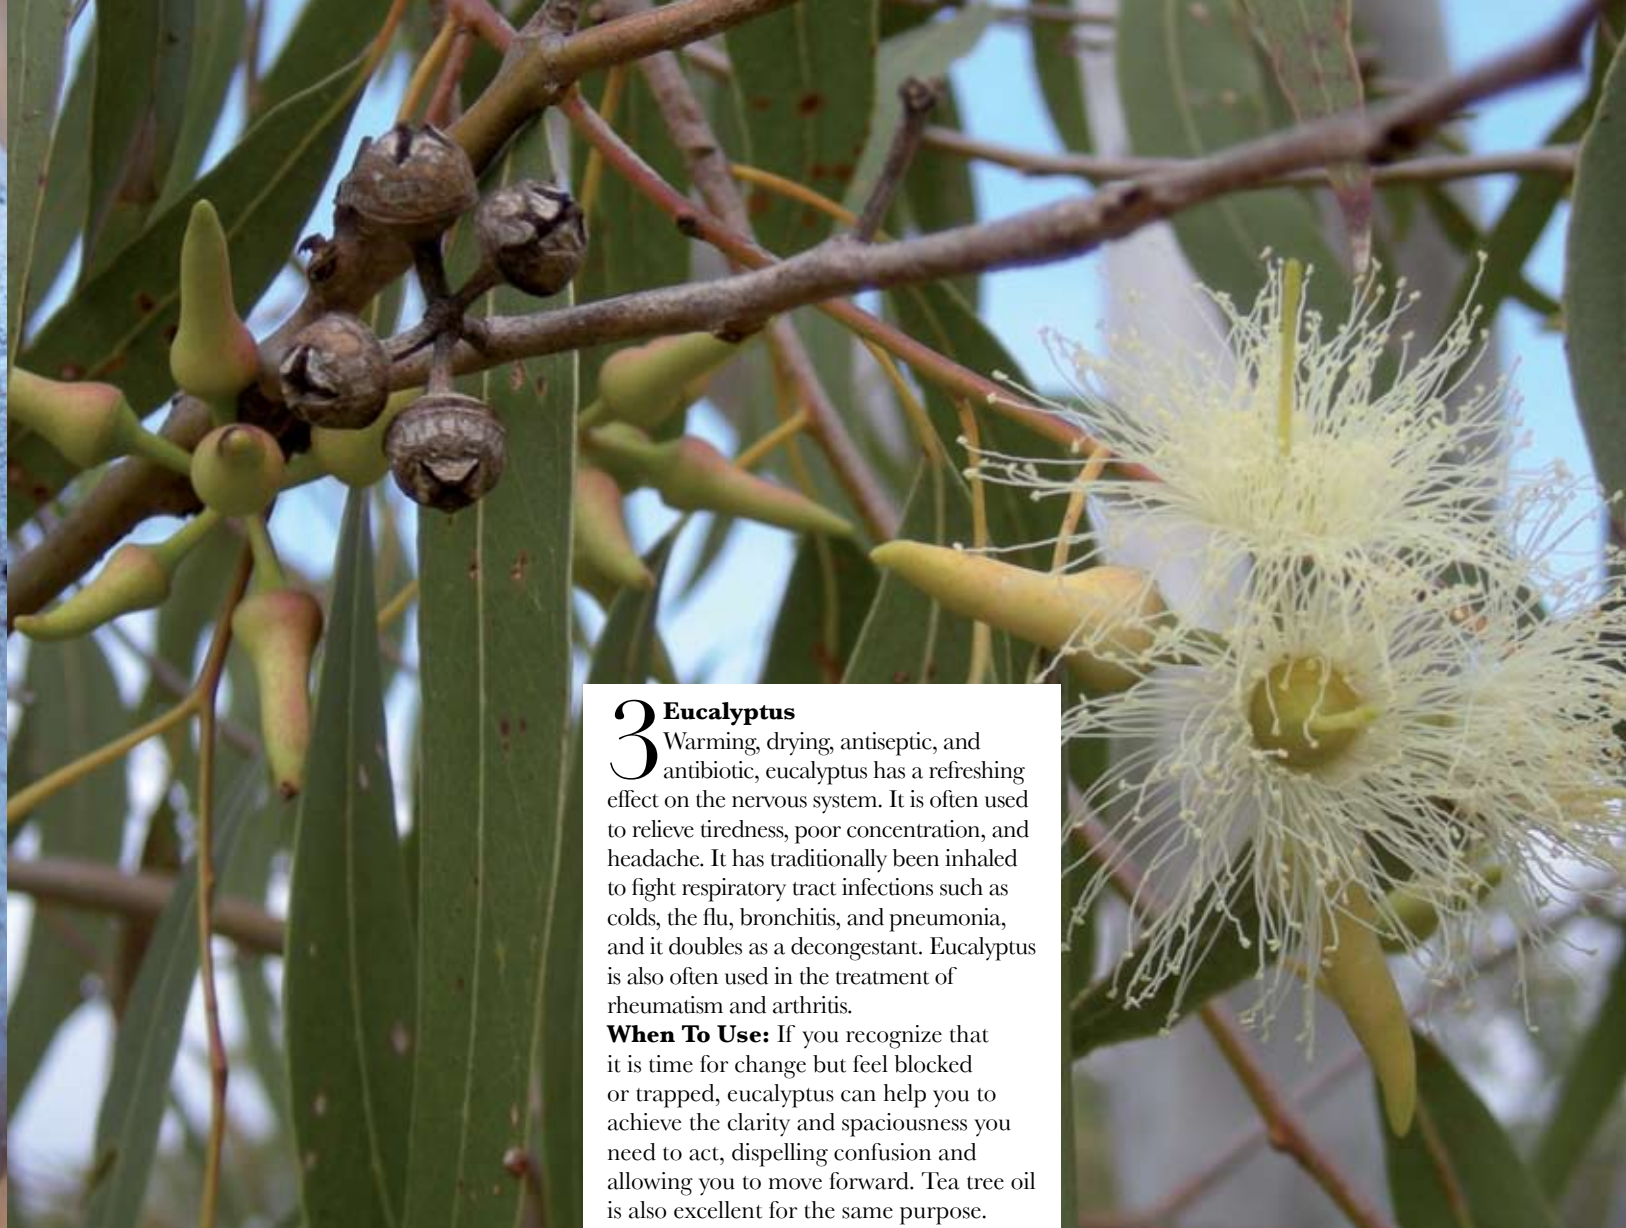 3 Eucalyptus
Warming, drying, antiseptic, and
antibiotic, eucalyptus has a refreshing
effect on the nervous system. It is often used
to relieve tiredness, poor concentration, and
headache. It has traditionally been inhaled
to fight respiratory tract infections such as
colds, the flu, bronchitis, and pneumonia,
and it doubles as a decongestant. Eucalyptus
is also often used in the treatment of
rheumatism and arthritis.
When To Use: If you recognize that
it is time for change but feel blocked
or trapped, eucalyptus can help you to
achieve the clarity and spaciousness you
need to act, dispelling confusion and
allowing you to move forward. Tea tree oil
is also excellent for the same purpose.